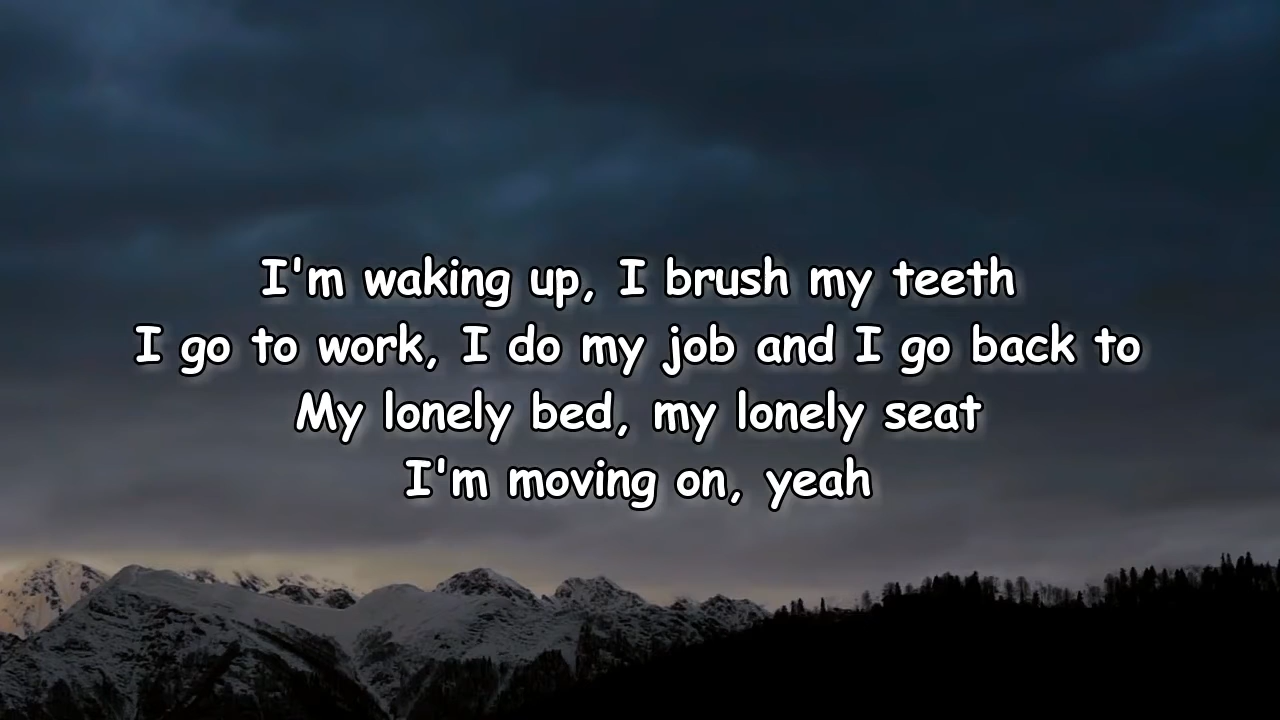 I'm waking up, I brush my teeth
I go to work, I do my job and I go back to
My lonely bed, my lonely seat
I'm moving on, yeah